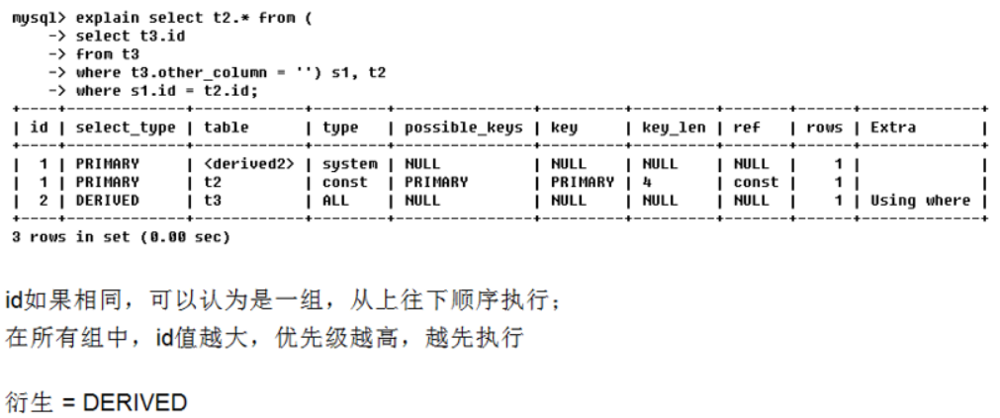 mysql> explain select t2.* from (
    -> select t3.id
    -> from t3
    -> where t3.other_column = '') s1, t2
    -> where s1.id = t2.id;
+----+-------------+------------+--------+---------------+---------+---------+-------+------+-------------+
| id | select_type | table      | type   | possible_keys | key     | key_len | ref   | rows | Extra       |
+----+-------------+------------+--------+---------------+---------+---------+-------+------+-------------+
|  1 | PRIMARY     | <derived2> | system | NULL          | NULL    | NULL    | NULL  |    1 |             |
|  1 | PRIMARY     | t2         | const  | PRIMARY       | PRIMARY | 4       | const |    1 |             |
|  2 | DERIVED     | t3         | ALL    | NULL          | NULL    | NULL    | NULL  |    1 | Using where |
+----+-------------+------------+--------+---------------+---------+---------+-------+------+-------------+
3 rows in set (0.00 sec)
id如果相同，可以认为是一组，从上往下顺序执行；
在所有组中，id值越大，优先级越高，越先执行
衍生 = DERIVED